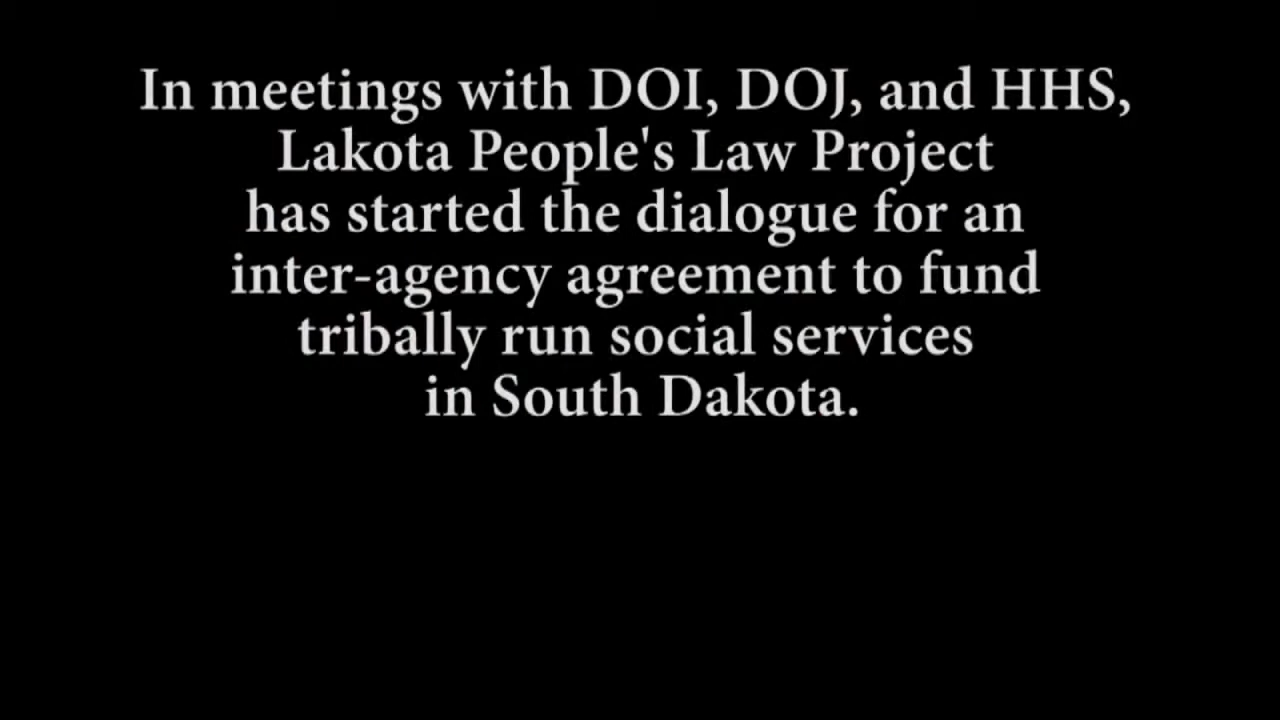 In meetings with DOI, DOJ, and HHS,
Lakota People's Law Project
has started the dialogue for an
inter-agency agreement to fund
tribally run social services
in South Dakota.